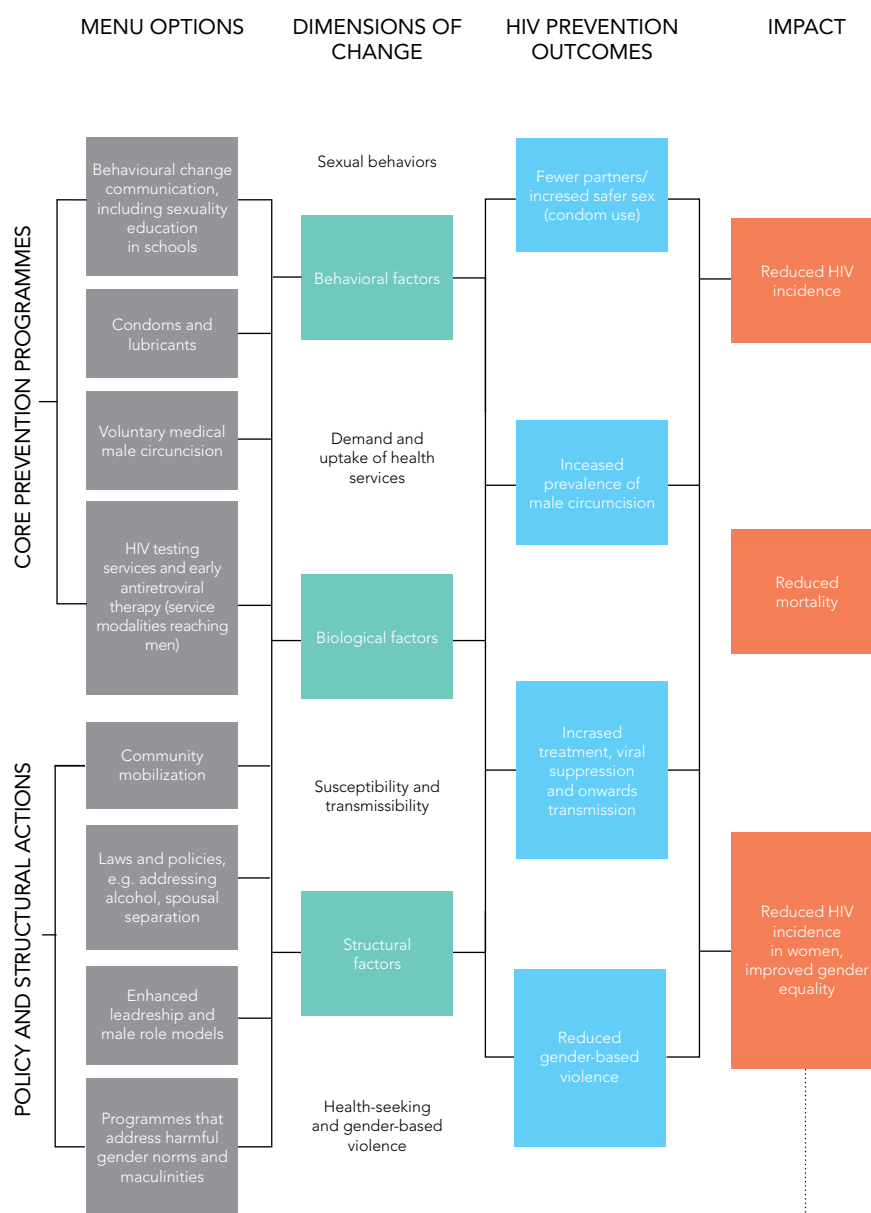 MENU OPTIONS
DIMENSIONS OF
CHANGE
HIV PREVENTION
OUTCOMES
IMPACT
CORE PREVENTION PROGRAMMES
Behavioural change
communication,
including sexuality
education
in schools
Condoms and
lubricants
Voluntary medical
male circuncision
HIV testing
services and early
antiretroviral
therapy (service
modalities reaching
men)
POLICY AND STRUCTURAL ACTIONS
Community
mobilization
Laws and policies,
e.g. addressing
alcohol, spousal
separation
Enhanced
leadreship and
male role models
Programmes that
address harmful
gender norms and
maculinities
Sexual behaviors
Behavioral factors
Demand and
uptake of health
services
Biological factors
Susceptibility and
transmissibility
Structural
factors
Health-seeking
and gender-based
violence
Fewer partners/
incresed safer sex
(condom use)
Inceased
prevalence of
male circumcision
Incrased
treatment, viral
suppression
and onwards
transmission
Reduced
gender-based
violence
Reduced HIV
incidence
Reduced
mortality
Reduced HIV
incidence
in women,
improved gender
equality